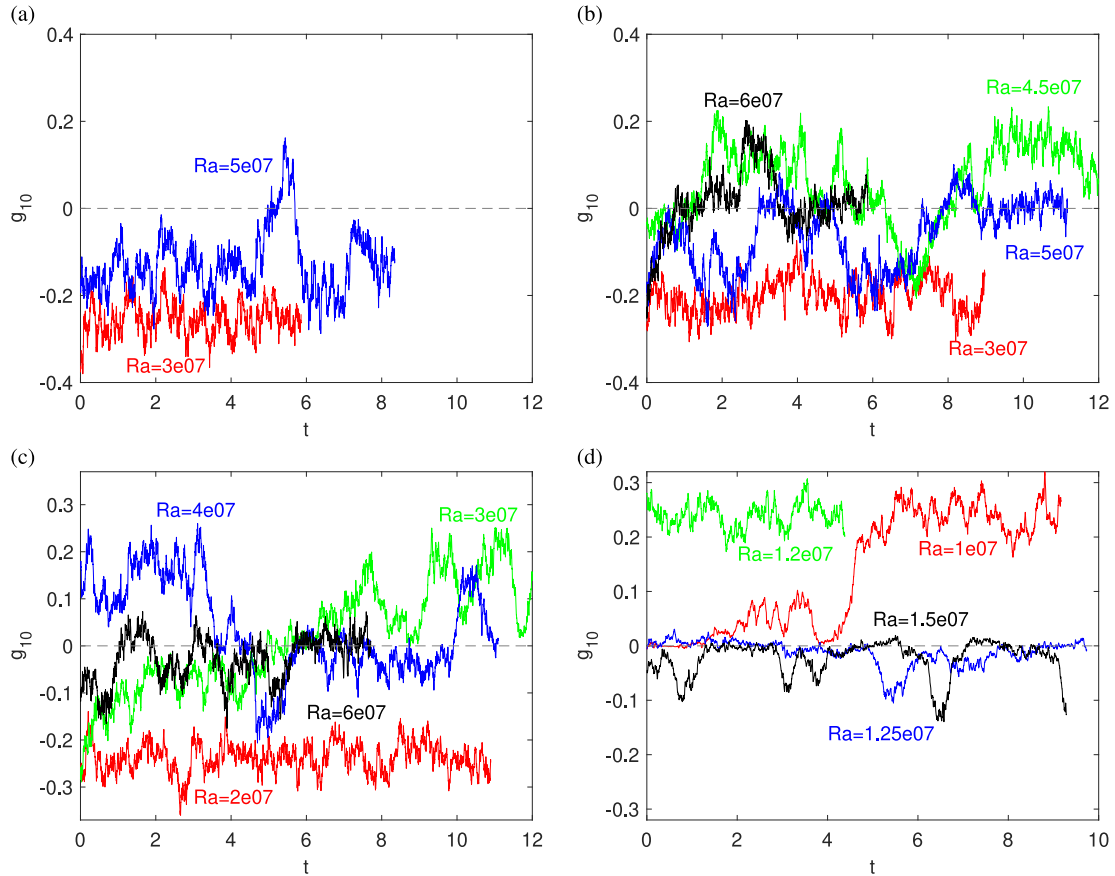 (a)
0.4
0.2
0
-0.2
-0.4
g10
Ra=5e07
Ra=3e07
0 2 4 6 8 10 12
t
(b)
0.4
0.2
0
-0.2
-0.4
g10
Ra=6e07
Ra=4.5e07
Ra=5e07
Ra=3e07
0 2 4 6 8 10 12
t
(c)
0.3
0.2
0.1
0
-0.1
-0.2
-0.3
g10
Ra=4e07
Ra=3e07
Ra=6e07
Ra=2e07
0 2 4 6 8 10 12
t
(d)
0.3
0.2
0.1
0
-0.1
-0.2
-0.3
g10
Ra=1.2e07
Ra=1e07
Ra=1.5e07
Ra=1.25e07
0 2 4 6 8 10
t